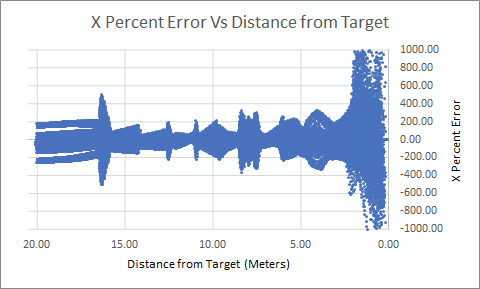 X Percent Error Vs Distance from Target
1000.00
800.00
600.00
400.00
200.00
0.00
-200.00
-400.00
-600.00
-800.00
-1000.00
X Percent Error
20.00 15.00 10.00 5.00 0.00
Distance from Target (Meters)